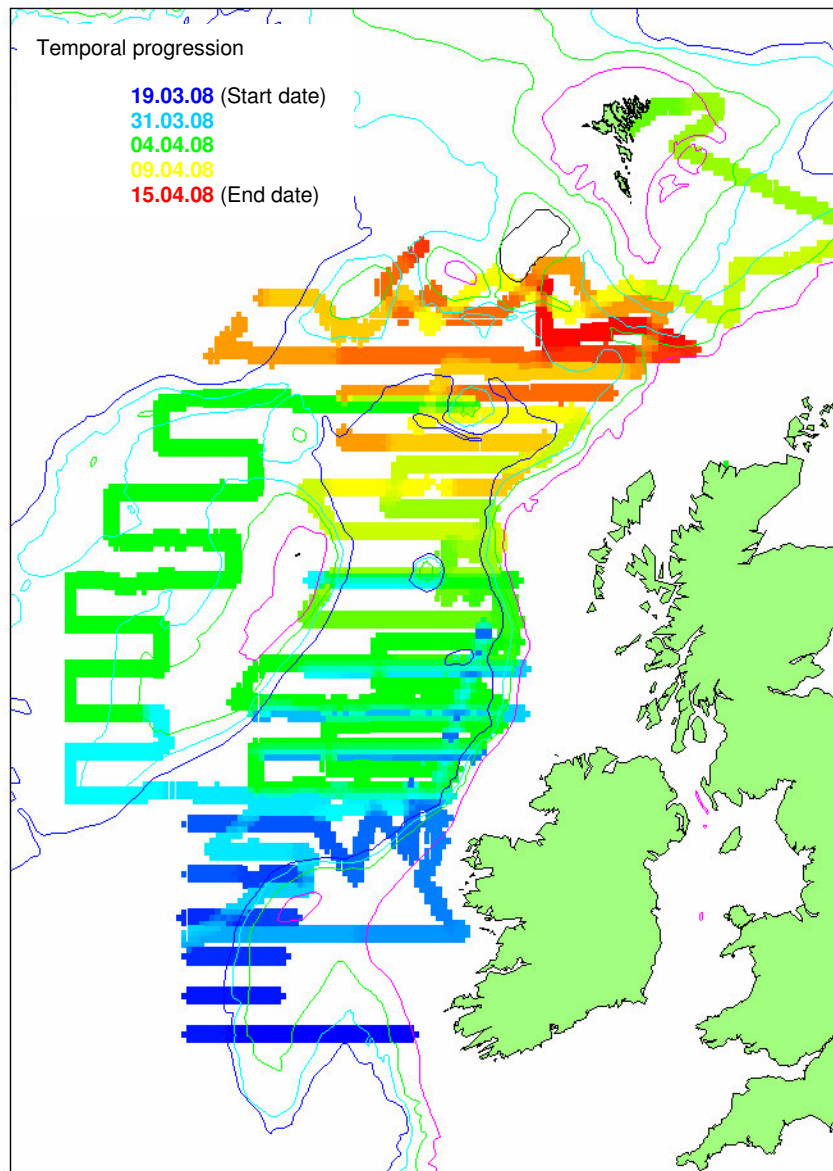 Temporal progression
19.03.08 (Start date)
31.03.08
04.04.08
09.04.08
15.04.08 (End date)